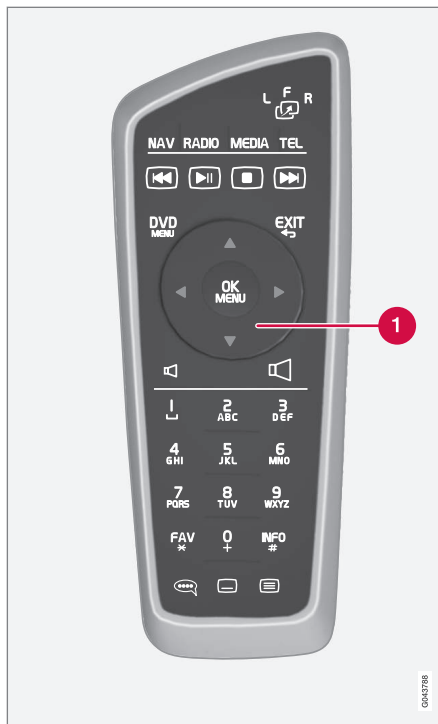 L F R
NAV RADIO MEDIA TEL
DVD EXIT
MENU
OK
MENU
1
1 2 3
ABC DEF
4 5 6
GHI JKL MNO
7 8 9
PQRS TUV WXYZ
FAV 0 INFO
* + #
G043788